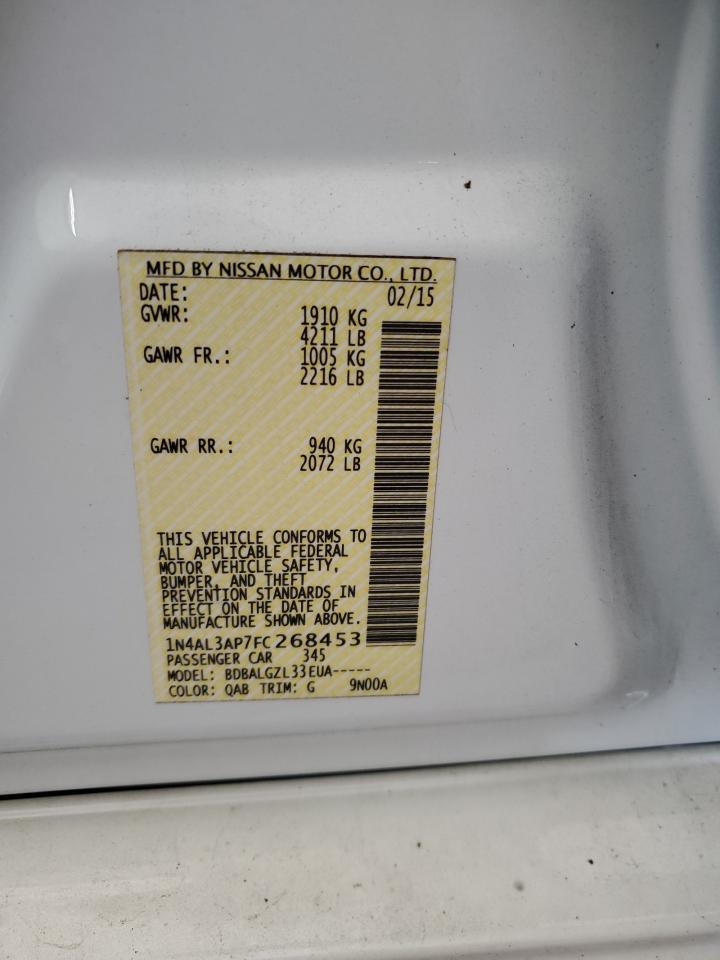 MFD BY NISSAN MOTOR CO., LTD.
DATE: 02/15
GVWR: 1910 KG
4211 LB
GAWR FR.: 1005 KG
2216 LB
GAWR RR.: 940 KG
2072 LB
THIS VEHICLE CONFORMS TO
ALL APPLICABLE FEDERAL
MOTOR VEHICLE SAFETY,
BUMPER, AND THEFT
PREVENTION STANDARDS IN
EFFECT ON THE DATE OF
MANUFACTURE SHOWN ABOVE.
1N4AL3AP7FC268453
PASSENGER CAR 345
MODEL: BDBALGZL33EUA-----
COLOR: QAB TRIM: G 9N00A